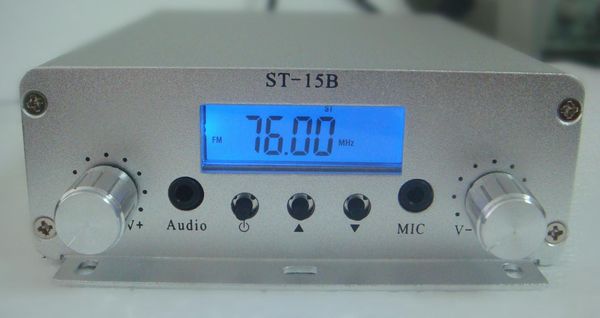 ST-15B
ST
FM 76.00 MHz
V+ Audio MIC V-